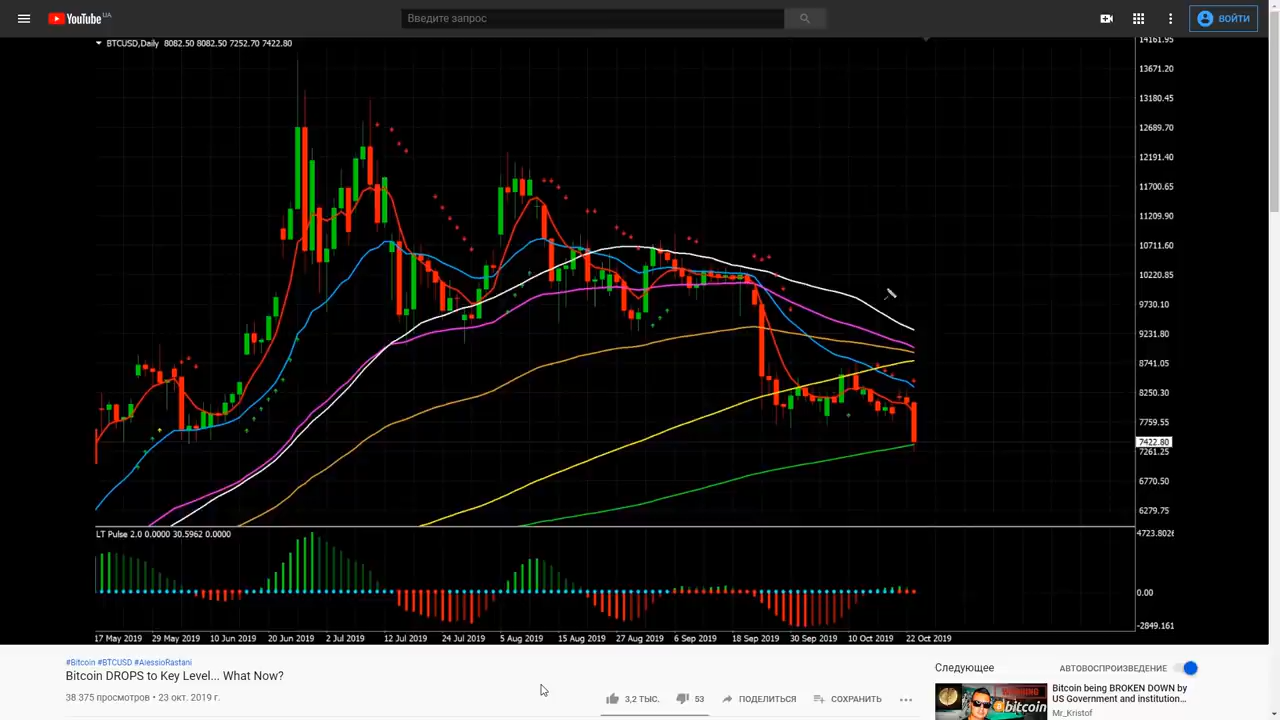 YouTube UA
Введите запрос
ВОЙТИ
BTCUSD,Daily 8082.50 8082.50 7252.70 7422.80
14161.95
13671.20
13180.45
12689.70
12191.40
11700.65
11209.90
10711.60
10220.85
9730.10
9231.80
8741.05
8250.30
7759.55
7422.80
7261.25
6770.50
6279.75
LT Pulse 2.0 0.0000 30.5962 0.0000
4723.8026
0.00
-2849.161
17 May 2019 29 May 2019 10 Jun 2019 20 Jun 2019 2 Jul 2019 12 Jul 2019 24 Jul 2019 5 Aug 2019 15 Aug 2019 27 Aug 2019 6 Sep 2019 18 Sep 2019 30 Sep 2019 10 Oct 2019 22 Oct 2019
#Bitcoin #BTCUSD #AlessioRastani
Bitcoin DROPS to Key Level... What Now?
38 375 просмотров • 23 окт. 2019 г.
3,2 ТЫС. 53 ПОДЕЛИТЬСЯ СОХРАНИТЬ
Следующее АВТОВОСПРОИЗВЕДЕНИЕ
Bitcoin being BROKEN DOWN by
US Government and institution...
Mr_Kristof
bitcoin